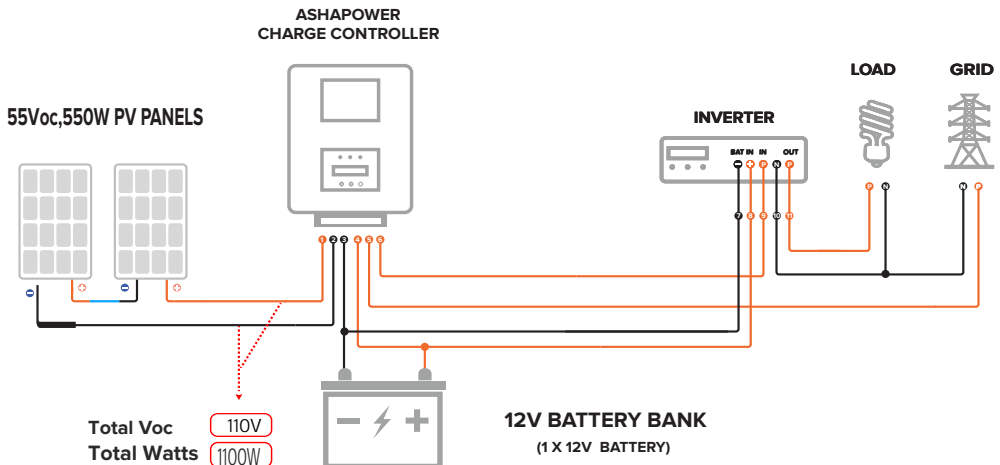 ASHAPOWER
CHARGE CONTROLLER
LOAD
GRID
55Voc,550W PV PANELS
INVERTER
BAT IN IN OUT
− + P N P
P N
N P
7 8 9 10 11
1 2 3 4 5 6
− + − +
− +
Total Voc 110V
Total Watts 1100W
12V BATTERY BANK
(1 X 12V BATTERY)